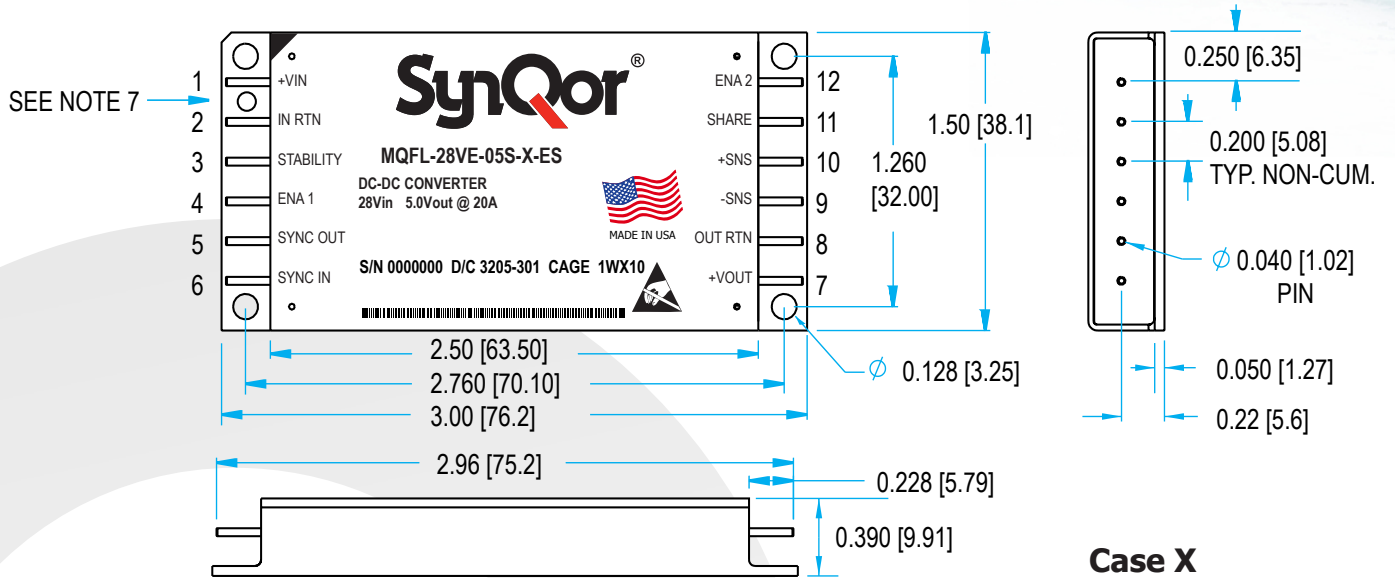 SEE NOTE 7
1
2
3
4
5
6
+VIN
IN RTN
STABILITY
ENA 1
SYNC OUT
SYNC IN
SynQor®
MQFL-28VE-05S-X-ES
DC-DC CONVERTER
28Vin 5.0Vout @ 20A
MADE IN USA
S/N 0000000 D/C 3205-301 CAGE 1WX10
ENA 2
SHARE
+SNS
-SNS
OUT RTN
+VOUT
12
11
10
9
8
7
1.260
[32.00]
1.50 [38.1]
2.50 [63.50]
2.760 [70.10]
3.00 [76.2]
∅ 0.128 [3.25]
0.250 [6.35]
0.200 [5.08]
TYP. NON-CUM.
∅ 0.040 [1.02]
PIN
0.050 [1.27]
0.22 [5.6]
2.96 [75.2]
0.228 [5.79]
0.390 [9.91]
Case X